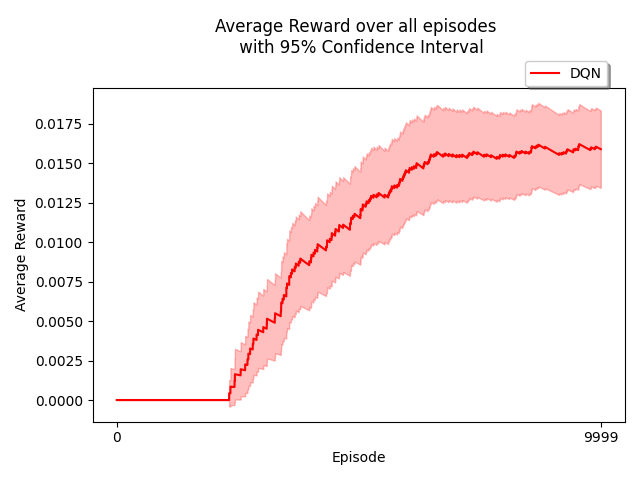 Average Reward over all episodes
with 95% Confidence Interval
DQN
0.0175
0.0150
0.0125
0.0100
0.0075
0.0050
0.0025
0.0000
Average Reward
0
9999
Episode